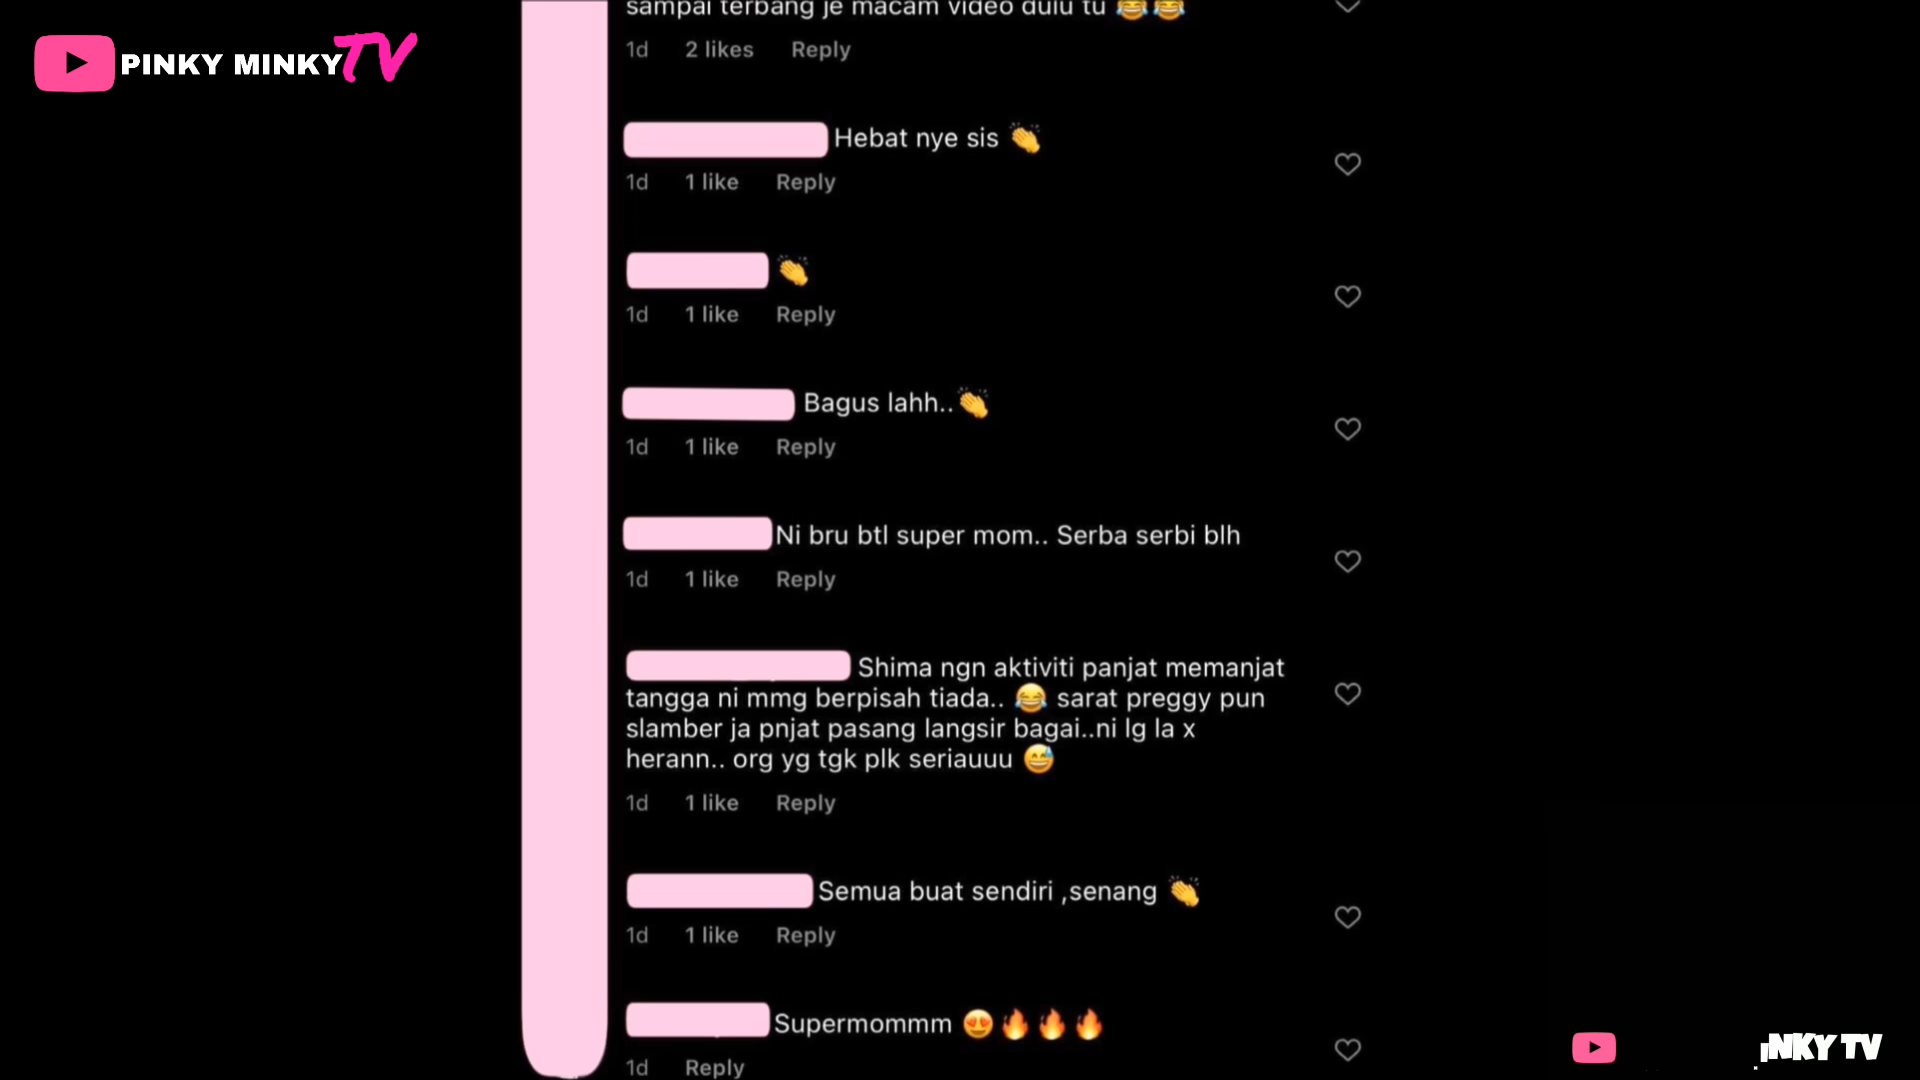 PINKY MINKY TV
sampai terbang je macam video dulu tu 😂😂
1d 2 likes Reply
Hebat nye sis 👏
1d 1 like Reply
👏
1d 1 like Reply
Bagus lahh..👏
1d 1 like Reply
Ni bru btl super mom.. Serba serbi blh
1d 1 like Reply
Shima ngn aktiviti panjat memanjat
tangga ni mmg berpisah tiada.. 😂 sarat preggy pun
slamber ja pnjat pasang langsir bagai..ni lg la x
herann.. org yg tgk plk seriauuu 😅
1d 1 like Reply
Semua buat sendiri ,senang 👏
1d 1 like Reply
Supermommm 😍🔥🔥🔥
1d Reply
NKY TV